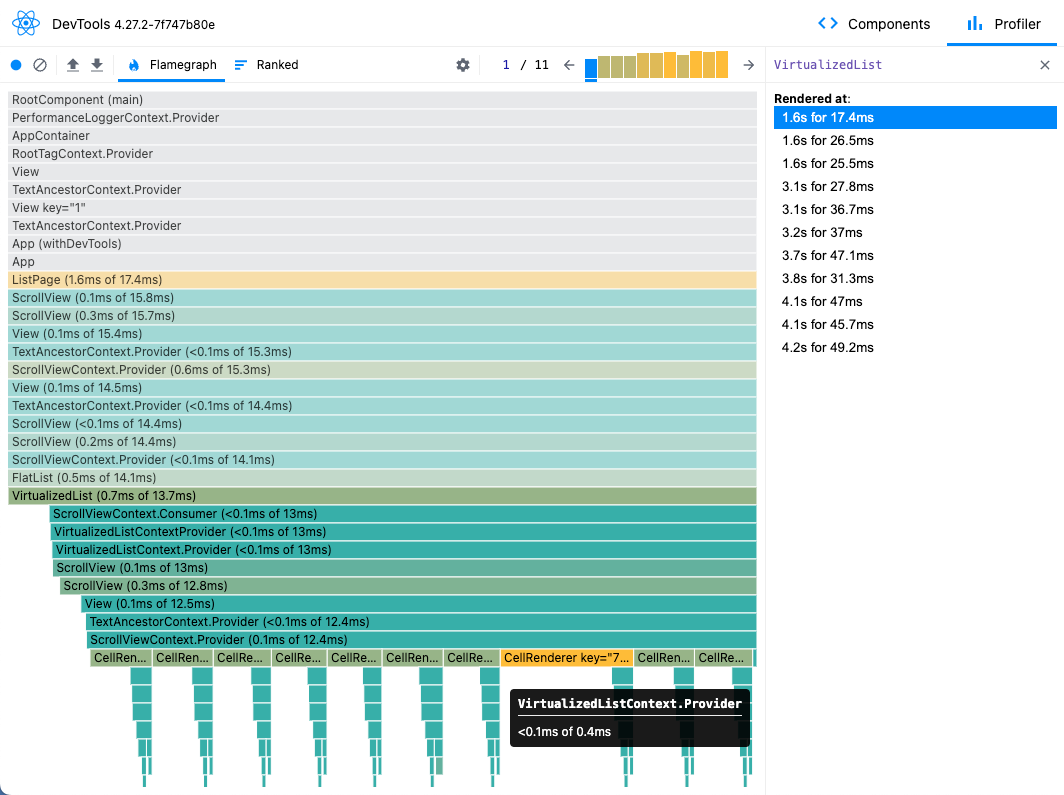 DevTools 4.27.2-7f747b80e
Components
Profiler
Flamegraph
Ranked
1 / 11
VirtualizedList
RootComponent (main)
PerformanceLoggerContext.Provider
AppContainer
RootTagContext.Provider
View
TextAncestorContext.Provider
View key="1"
TextAncestorContext.Provider
App (withDevTools)
App
ListPage (1.6ms of 17.4ms)
ScrollView (0.1ms of 15.8ms)
ScrollView (0.3ms of 15.7ms)
View (0.1ms of 15.4ms)
TextAncestorContext.Provider (<0.1ms of 15.3ms)
ScrollViewContext.Provider (0.6ms of 15.3ms)
View (0.1ms of 14.5ms)
TextAncestorContext.Provider (<0.1ms of 14.4ms)
ScrollView (<0.1ms of 14.4ms)
ScrollView (0.2ms of 14.4ms)
ScrollViewContext.Provider (<0.1ms of 14.1ms)
FlatList (0.5ms of 14.1ms)
VirtualizedList (0.7ms of 13.7ms)
ScrollViewContext.Consumer (<0.1ms of 13ms)
VirtualizedListContextProvider (<0.1ms of 13ms)
VirtualizedListContext.Provider (<0.1ms of 13ms)
ScrollView (0.1ms of 13ms)
ScrollView (0.3ms of 12.8ms)
View (0.1ms of 12.5ms)
TextAncestorContext.Provider (<0.1ms of 12.4ms)
ScrollViewContext.Provider (0.1ms of 12.4ms)
CellRen... CellRen... CellRe... CellRe... CellRe... CellRen... CellRe... CellRenderer key="7... CellRen... CellRe...
VirtualizedListContext.Provider
<0.1ms of 0.4ms
Rendered at:
1.6s for 17.4ms
1.6s for 26.5ms
1.6s for 25.5ms
3.1s for 27.8ms
3.1s for 36.7ms
3.2s for 37ms
3.7s for 47.1ms
3.8s for 31.3ms
4.1s for 47ms
4.1s for 45.7ms
4.2s for 49.2ms